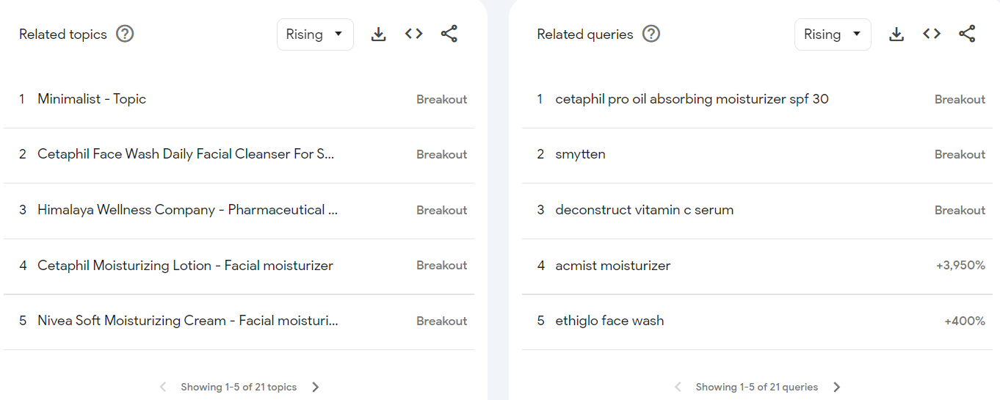 Related topics
Rising
1 Minimalist - Topic Breakout
2 Cetaphil Face Wash Daily Facial Cleanser For S... Breakout
3 Himalaya Wellness Company - Pharmaceutical ... Breakout
4 Cetaphil Moisturizing Lotion - Facial moisturizer Breakout
5 Nivea Soft Moisturizing Cream - Facial moisturi... Breakout
Showing 1-5 of 21 topics
Related queries
Rising
1 cetaphil pro oil absorbing moisturizer spf 30 Breakout
2 smytten Breakout
3 deconstruct vitamin c serum Breakout
4 acmist moisturizer +3,950%
5 ethiglo face wash +400%
Showing 1-5 of 21 queries